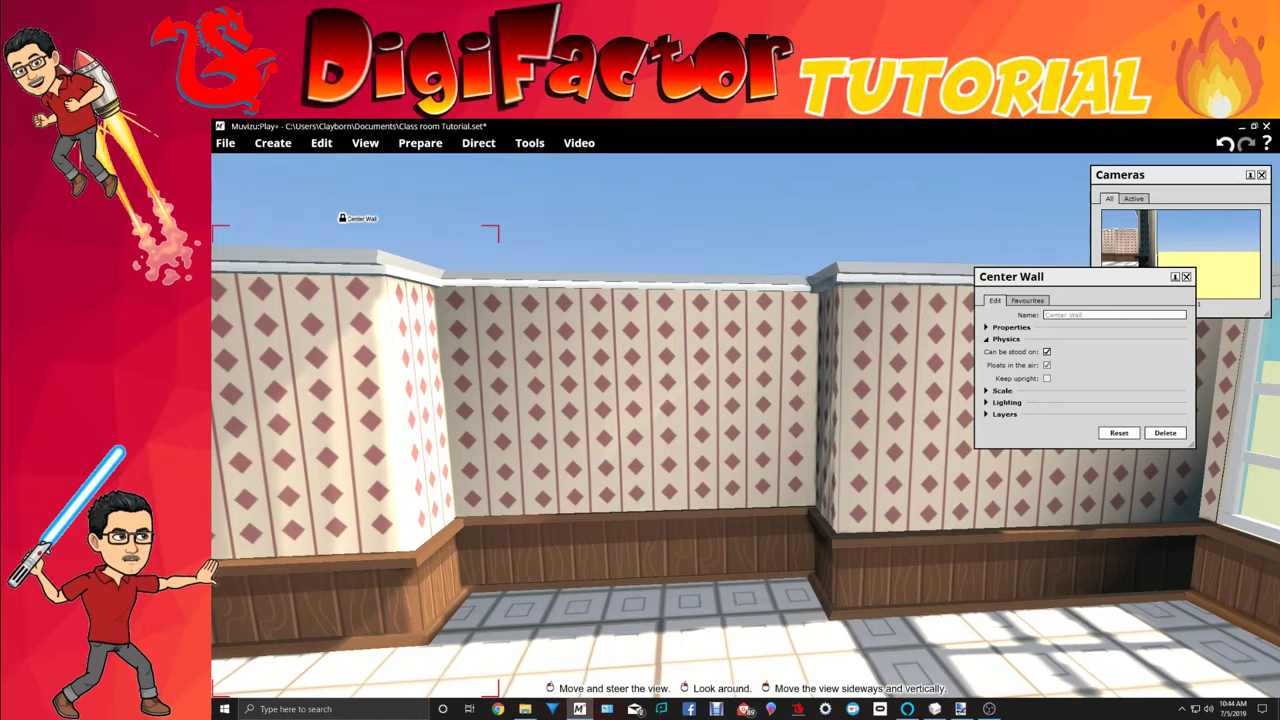 DigiFactor TUTORIAL
Muvizu:Play+ - C:\Users\Clayborn\Documents\Class room Tutorial.set*
File Create Edit View Prepare Direct Tools Video ?
Cameras
All Active
Center Wall
Center Wall
Edit Favourites
Name: Center Wall
1
Properties
Physics
Can be stood on:
Floats in the air:
Keep upright:
Scale
Lighting
Layers
Reset Delete
Move and steer the view. Look around. Move the view sideways and vertically.
Type here to search
10:44 AM
7/5/2019